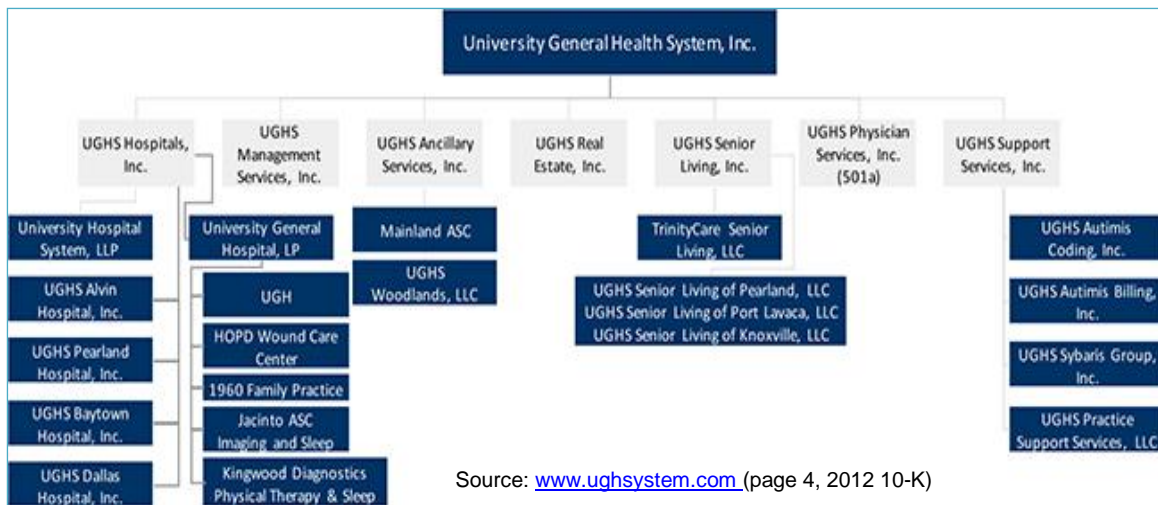 University General Health System, Inc.
UGHS Hospitals,
Inc.
UGHS
Management
Services, Inc.
UGHS Ancillary
Services, Inc.
UGHS Real
Estate, Inc.
UGHS Senior
Living, Inc.
UGHS Physician
Services, Inc.
(501a)
UGHS Support
Services, Inc.
University Hospital
System, LLP
UGHS Alvin
Hospital, Inc.
UGHS Pearland
Hospital, Inc.
UGHS Baytown
Hospital, Inc.
UGHS Dallas
Hospital, Inc.
University General
Hospital, LP
UGH
HOPD Wound Care
Center
1960 Family Practice
Jacinto ASC
Imaging and Sleep
Kingwood Diagnostics
Physical Therapy & Sleep
Mainland ASC
UGHS
Woodlands, LLC
TrinityCare Senior
Living, LLC
UGHS Senior Living of Pearland, LLC
UGHS Senior Living of Port Lavaca, LLC
UGHS Senior Living of Knoxville, LLC
UGHS Autimis
Coding, Inc.
UGHS Autimis Billing,
Inc.
UGHS Sybaris Group,
Inc.
UGHS Practice
Support Services, LLC
Source: www.ughsystem.com (page 4, 2012 10-K)